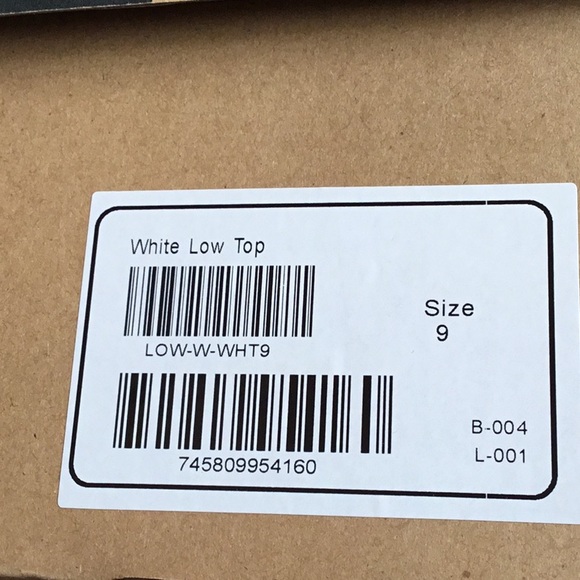 White Low Top
LOW-W-WHT9
745809954160
Size
9
B-004
L-001